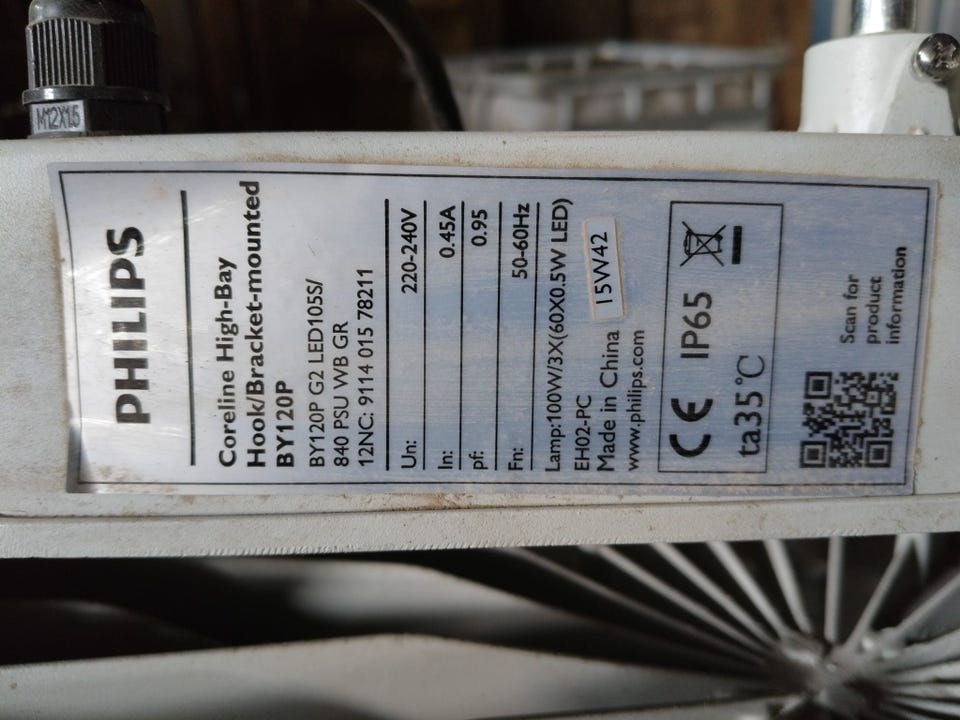 M12X1.5
PHILIPS
Coreline High-Bay
Hook/Bracket-mounted
BY120P
BY120P G2 LED105S/
840 PSU WB GR
12NC: 9114 015 78211
Un: 220-240V
In: 0.45A
pf: 0.95
Fn: 50-60Hz
Lamp:100W/3X(60X0.5W LED)
EH02-PC
Made in China 15W42
www.philips.com
CE IP65
ta35°C
Scan for
product
information